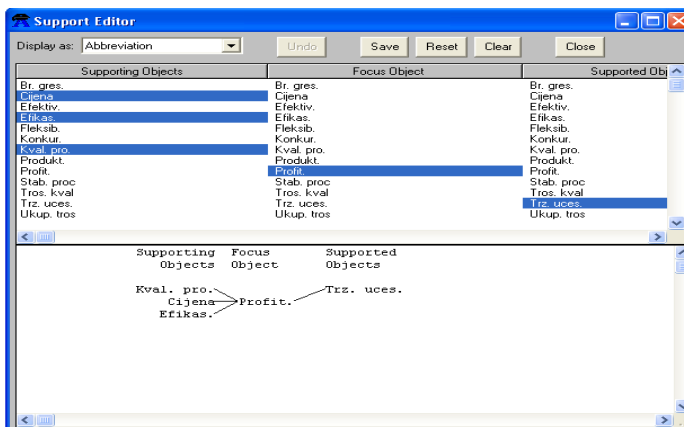 Support Editor
Display as: Abbreviation Undo Save Reset Clear Close
Supporting Objects Focus Object Supported Obj
Br. gres. Br. gres. Br. gres.
Cijena Cijena Cijena
Efektiv. Efektiv. Efektiv.
Efikas. Efikas. Efikas.
Fleksib. Fleksib. Fleksib.
Konkur. Konkur. Konkur.
Kval. pro. Kval. pro. Kval. pro.
Produkt. Produkt. Produkt.
Profit. Profit. Profit.
Stab. proc Stab. proc Stab. proc
Tros. kval Tros. kval Tros. kval
Trz. uces. Trz. uces. Trz. uces.
Ukup. tros Ukup. tros Ukup. tros
Supporting Focus Supported
Objects Object Objects
Kval. pro. Trz. uces.
Cijena Profit.
Efikas.